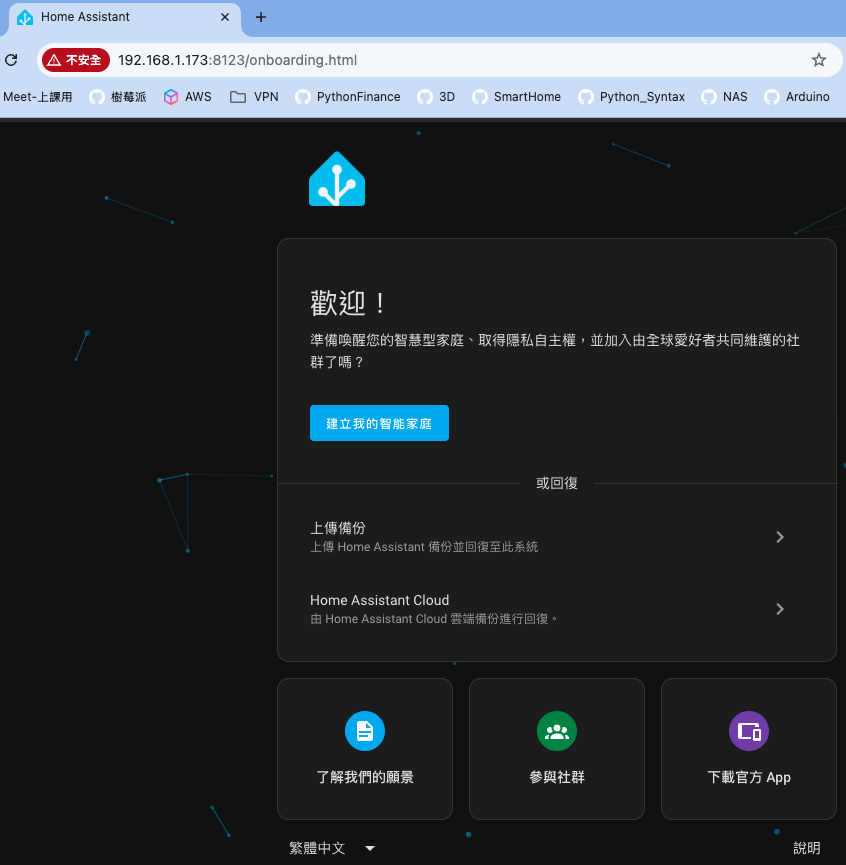 Home Assistant
不安全 192.168.1.173:8123/onboarding.html
Meet-上課用 樹莓派 AWS VPN PythonFinance 3D SmartHome Python_Syntax NAS Arduino
歡迎！
準備喚醒您的智慧型家庭、取得隱私自主權，並加入由全球愛好者共同維護的社
群了嗎？
建立我的智能家庭
或回復
上傳備份
上傳 Home Assistant 備份並回復至此系統
Home Assistant Cloud
由 Home Assistant Cloud 雲端備份進行回復。
了解我們的願景 參與社群 下載官方 App
繁體中文 說明